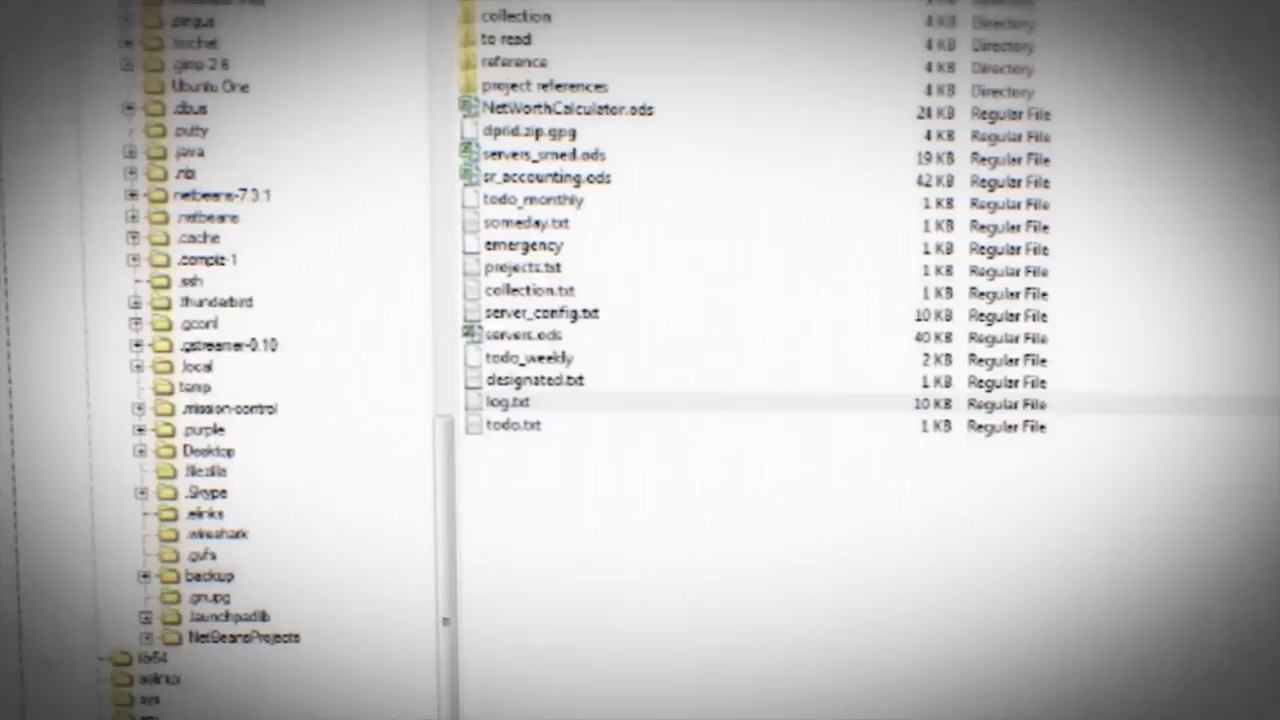 collection 4 KB Directory
to read 4 KB Directory
reference 4 KB Directory
project references 4 KB Directory
NetWorthCalculator.ods Regular File
dprid.zip.gpg 4 KB Regular File
servers_smed.ods 19 KB Regular File
sr_accounting.ods 42 KB Regular File
todo_monthly 1 KB Regular File
someday.txt 1 KB Regular File
emergency 1 KB Regular File
projects.txt 1 KB Regular File
collection.txt 1 KB Regular File
server_config.txt 10 KB Regular File
servers.ods 40 KB Regular File
todo_weekly 2 KB Regular File
designated.txt 1 KB Regular File
log.txt 10 KB Regular File
todo.txt 1 KB Regular File
.torchat
Ubuntu One
.dbus
.putty
.java
netbeans-7.3.1
.netbeans
.cache
.compiz-1
.ssh
.thunderbird
.gconf
.gstreamer-0.10
.local
temp
.mission-control
.purple
Desktop
.filezilla
.Skype
.elinks
.wireshark
.gvfs
backup
.gnupg
.launchpadlib
NetBeansProjects
lib64
selinux